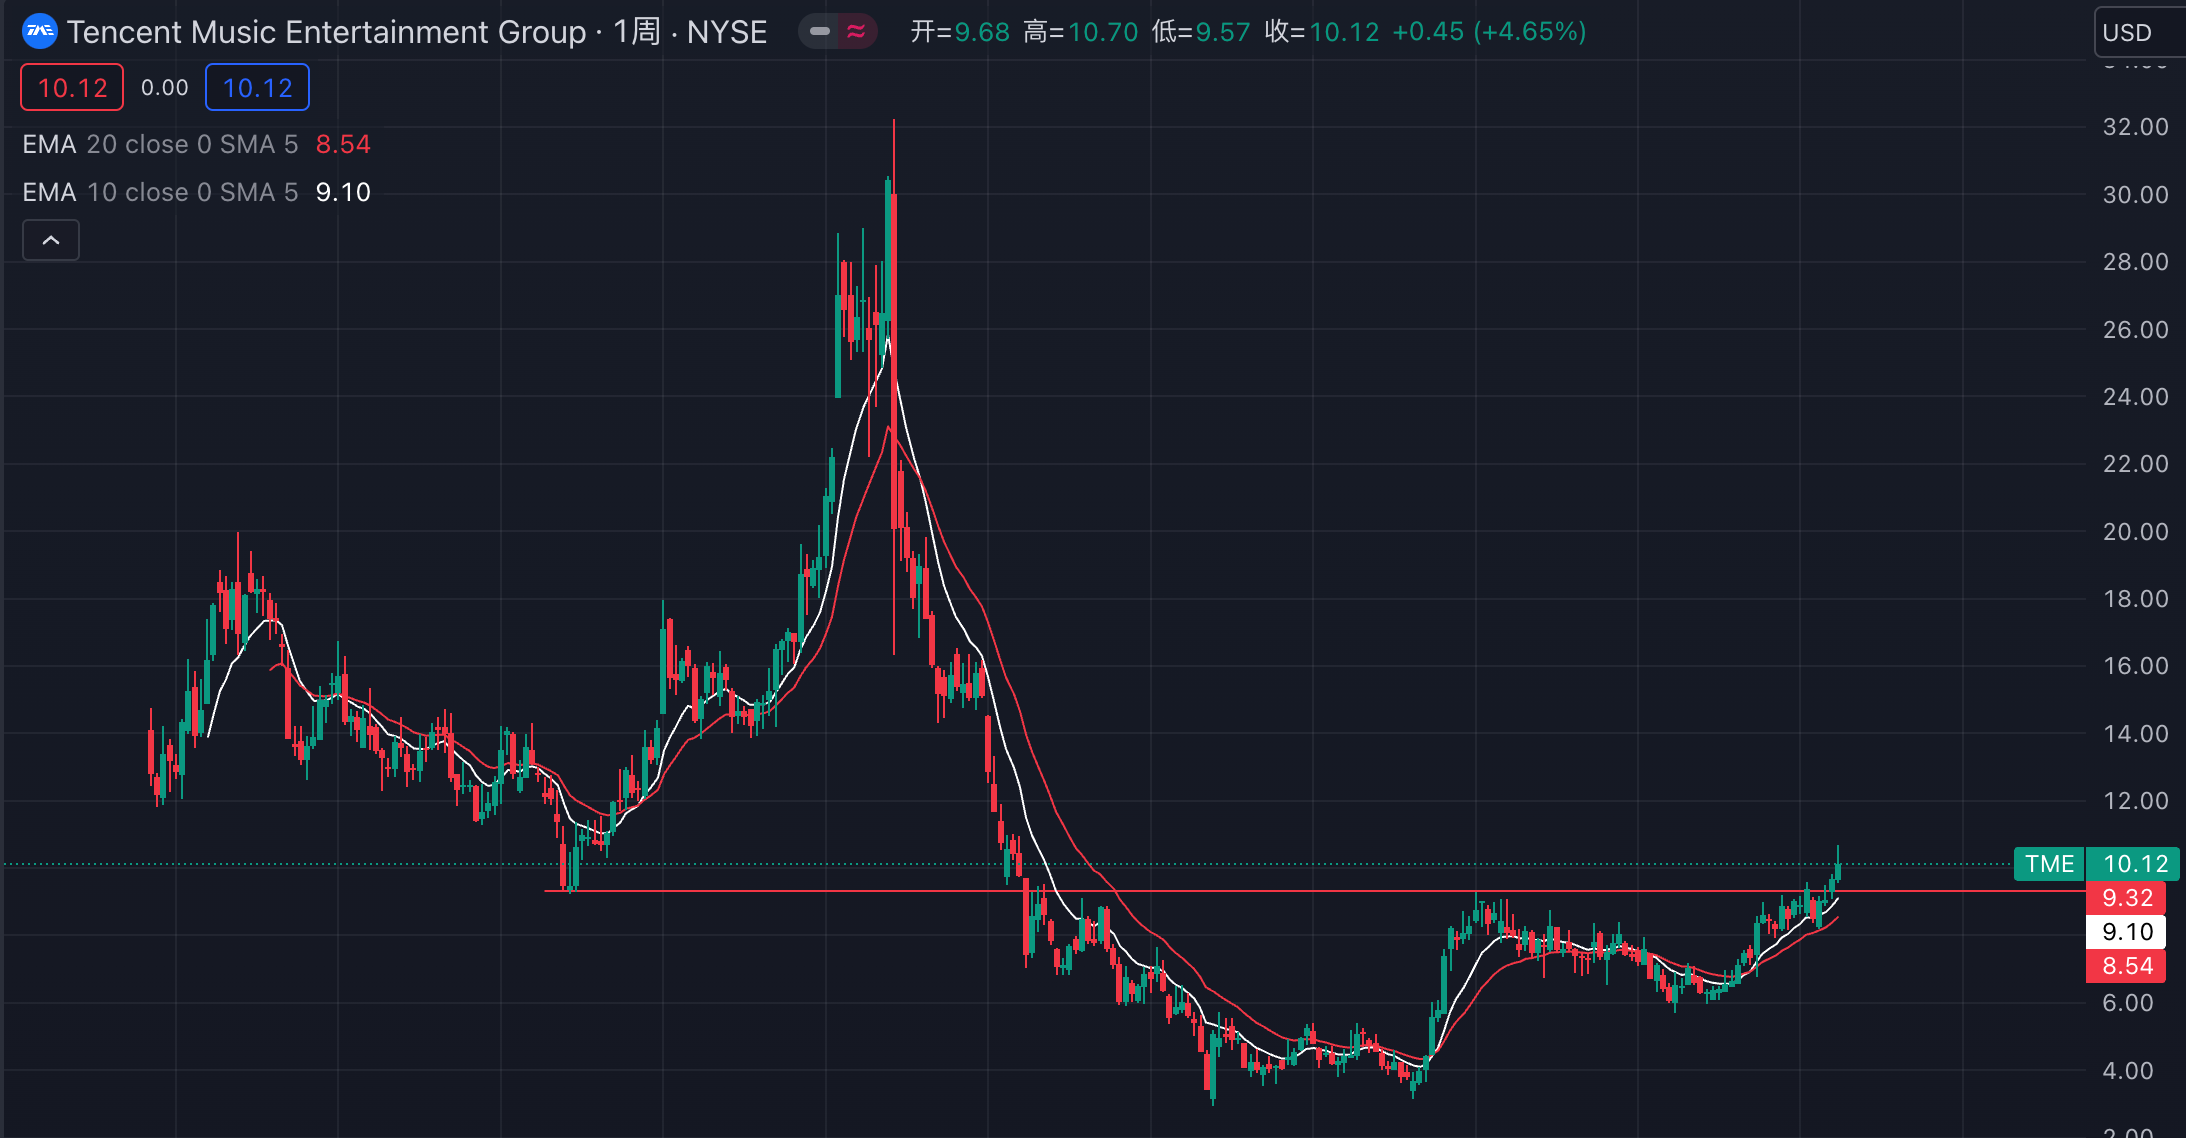 Tencent Music Entertainment Group · 1周 · NYSE 开=9.68 高=10.70 低=9.57 收=10.12 +0.45 (+4.65%)
USD
10.12 0.00 10.12
EMA 20 close 0 SMA 5 8.54
EMA 10 close 0 SMA 5 9.10
32.00
30.00
28.00
26.00
24.00
22.00
20.00
18.00
16.00
14.00
12.00
TME 10.12
9.32
9.10
8.54
6.00
4.00